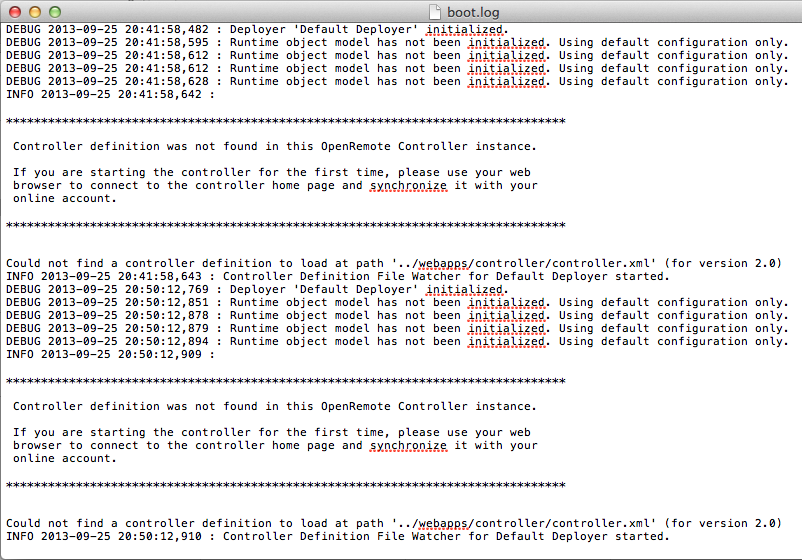 boot.log
DEBUG 2013-09-25 20:41:58,482 : Deployer 'Default Deployer' initialized.
DEBUG 2013-09-25 20:41:58,595 : Runtime object model has not been initialized. Using default configuration only.
DEBUG 2013-09-25 20:41:58,612 : Runtime object model has not been initialized. Using default configuration only.
DEBUG 2013-09-25 20:41:58,612 : Runtime object model has not been initialized. Using default configuration only.
DEBUG 2013-09-25 20:41:58,628 : Runtime object model has not been initialized. Using default configuration only.
INFO 2013-09-25 20:41:58,642 :
********************************************************************************
Controller definition was not found in this OpenRemote Controller instance.
If you are starting the controller for the first time, please use your web
browser to connect to the controller home page and synchronize it with your
online account.
********************************************************************************
Could not find a controller definition to load at path '../webapps/controller/controller.xml' (for version 2.0)
INFO 2013-09-25 20:41:58,643 : Controller Definition File Watcher for Default Deployer started.
DEBUG 2013-09-25 20:50:12,769 : Deployer 'Default Deployer' initialized.
DEBUG 2013-09-25 20:50:12,851 : Runtime object model has not been initialized. Using default configuration only.
DEBUG 2013-09-25 20:50:12,878 : Runtime object model has not been initialized. Using default configuration only.
DEBUG 2013-09-25 20:50:12,879 : Runtime object model has not been initialized. Using default configuration only.
DEBUG 2013-09-25 20:50:12,894 : Runtime object model has not been initialized. Using default configuration only.
INFO 2013-09-25 20:50:12,909 :
********************************************************************************
Controller definition was not found in this OpenRemote Controller instance.
If you are starting the controller for the first time, please use your web
browser to connect to the controller home page and synchronize it with your
online account.
********************************************************************************
Could not find a controller definition to load at path '../webapps/controller/controller.xml' (for version 2.0)
INFO 2013-09-25 20:50:12,910 : Controller Definition File Watcher for Default Deployer started.